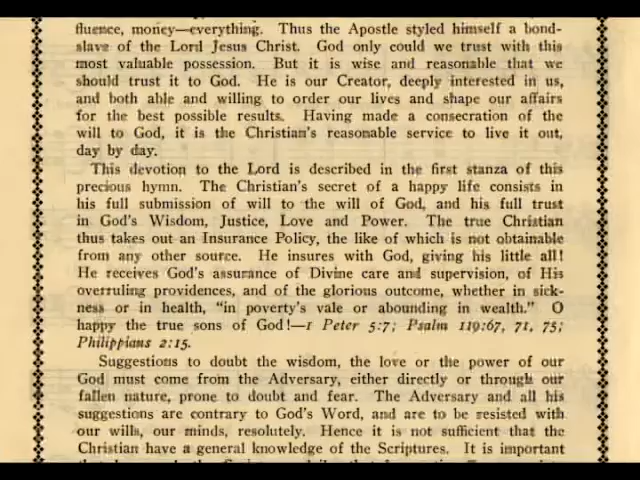 fluence, money—everything. Thus the Apostle styled himself a bond-
slave of the Lord Jesus Christ. God only could we trust with this
most valuable possession. But it is wise and reasonable that we
should trust it to God. He is our Creator, deeply interested in us,
and both able and willing to order our lives and shape our affairs
for the best possible results. Having made a consecration of the
will to God, it is the Christian's reasonable service to live it out,
day by day.
This devotion to the Lord is described in the first stanza of this
precious hymn. The Christian's secret of a happy life consists in
his full submission of will to the will of God, and his full trust
in God's Wisdom, Justice, Love and Power. The true Christian
thus takes out an Insurance Policy, the like of which is not obtainable
from any other source. He insures with God, giving his little all!
He receives God's assurance of Divine care and supervision, of His
overruling providences, and of the glorious outcome, whether in sick-
ness or in health, "in poverty's vale or abounding in wealth." O
happy the true sons of God!—1 Peter 5:7; Psalm 119:67, 71, 75;
Philippians 2:15.
Suggestions to doubt the wisdom, the love or the power of our
God must come from the Adversary, either directly or through our
fallen nature, prone to doubt and fear. The Adversary and all his
suggestions are contrary to God's Word, and are to be resisted with
our wills, our minds, resolutely. Hence it is not sufficient that the
Christian have a general knowledge of the Scriptures. It is important